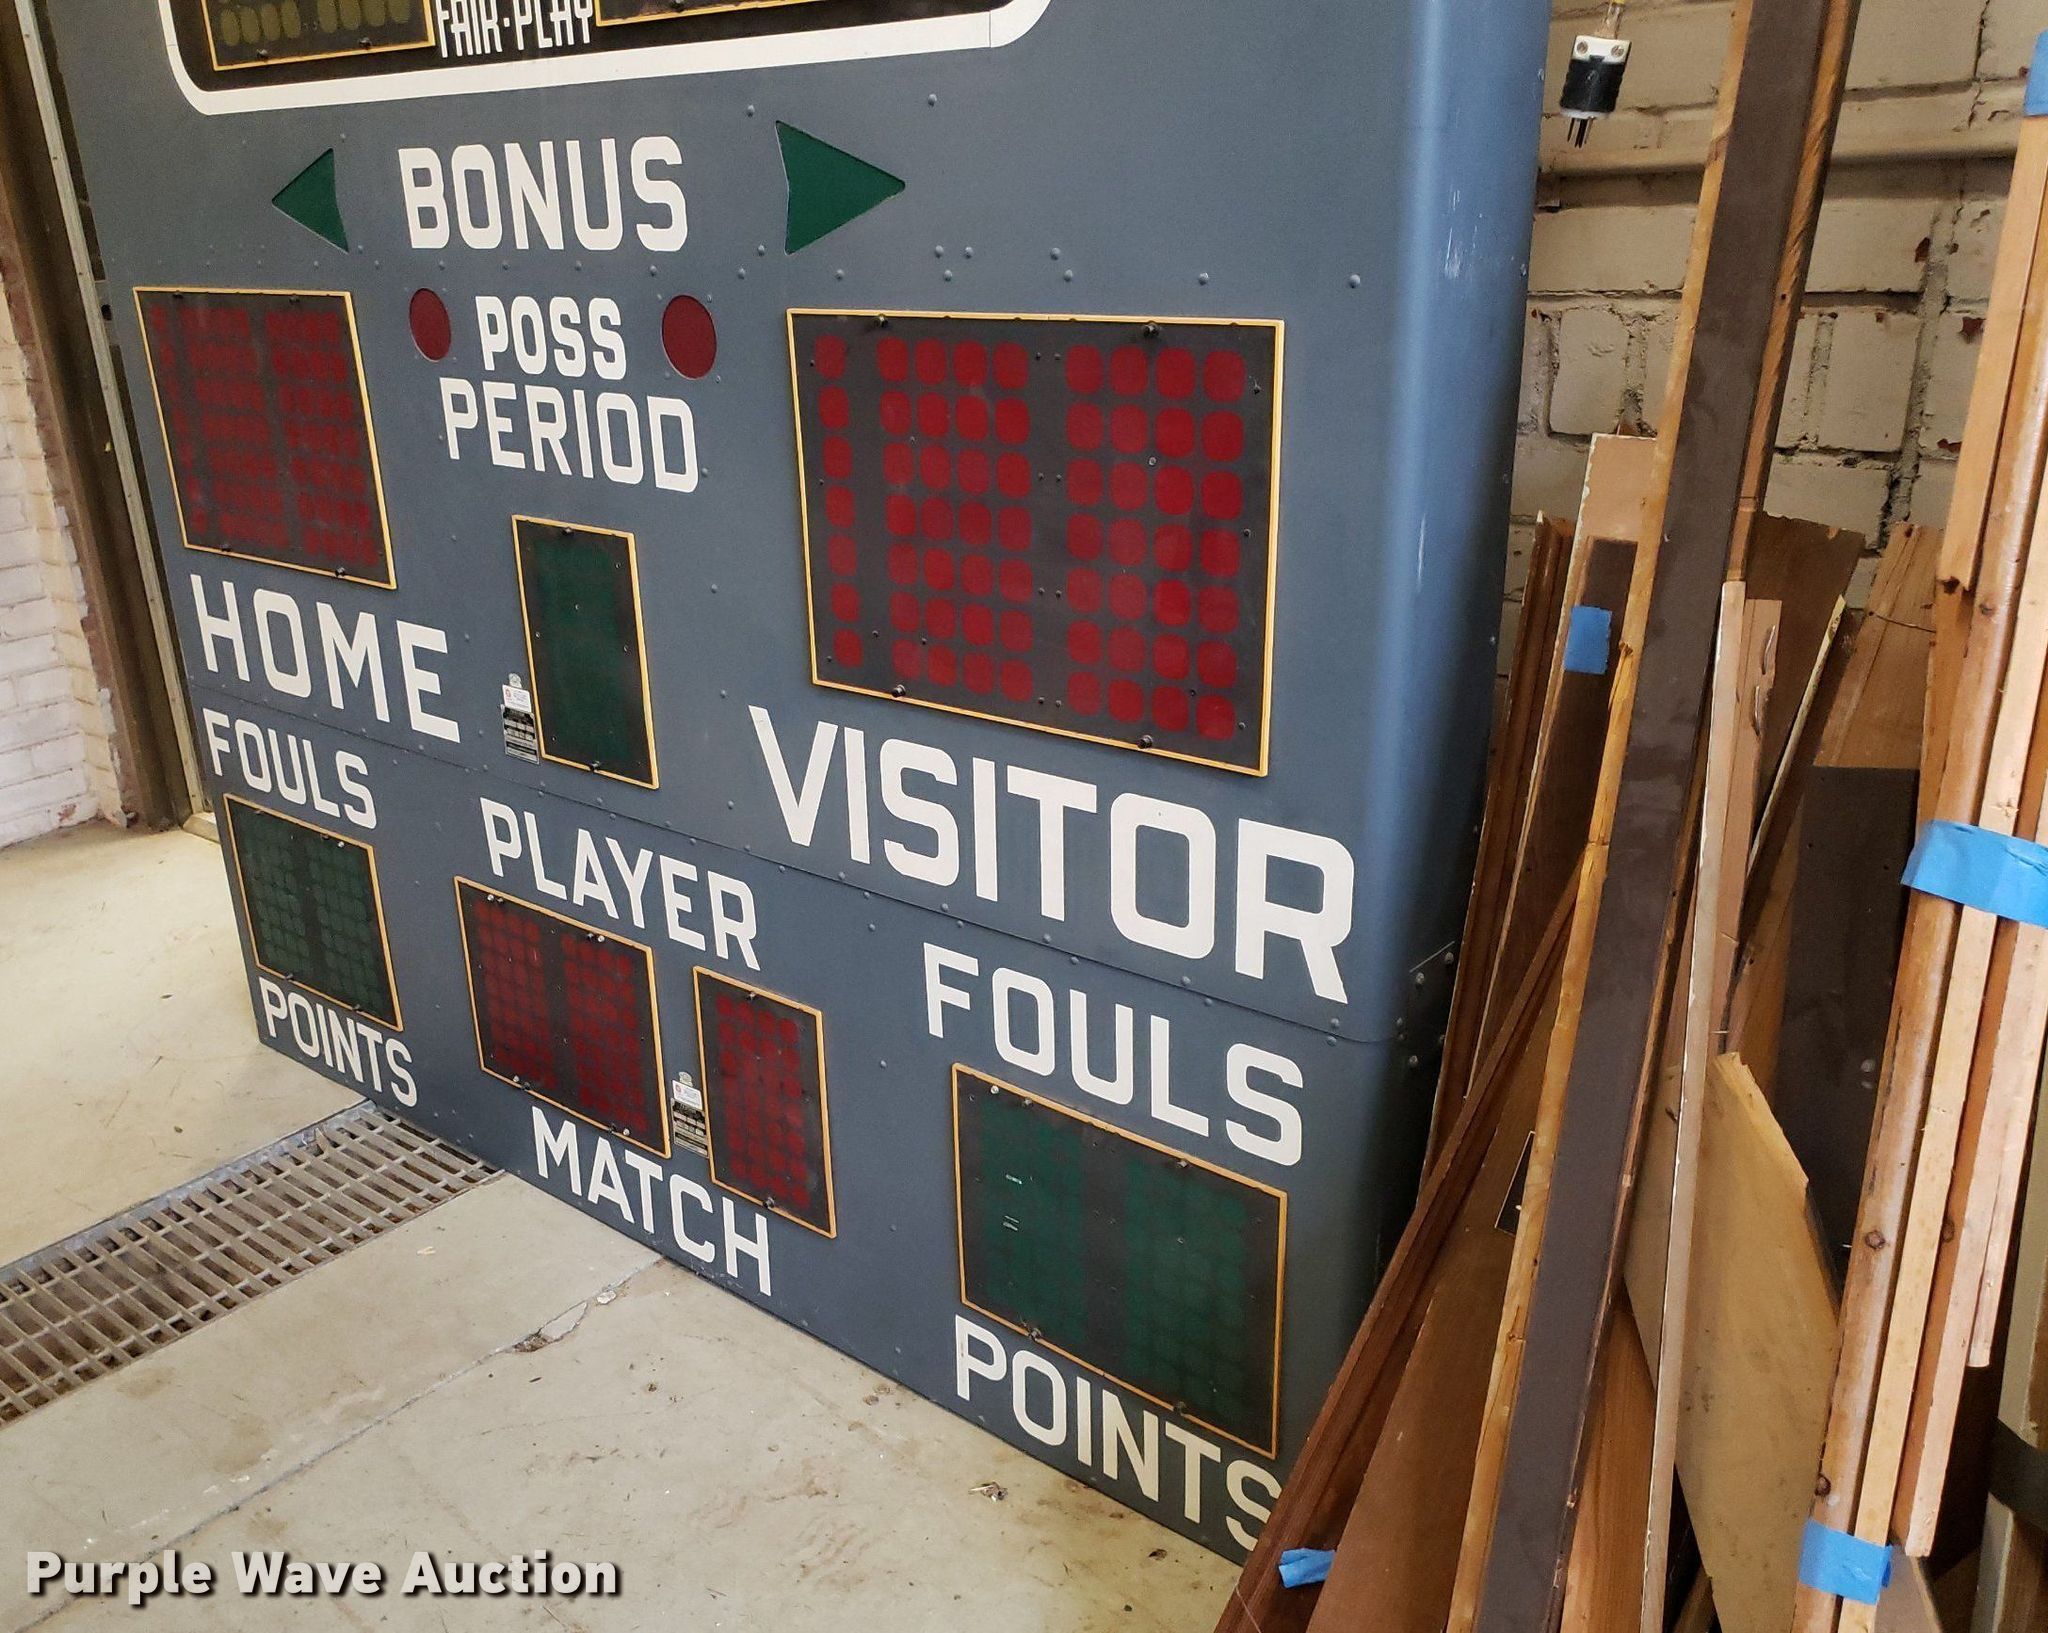 FAIR-PLAY
BONUS
POSS
PERIOD
HOME
VISITOR
FOULS
PLAYER
FOULS
POINTS
MATCH
POINTS
Purple Wave Auction